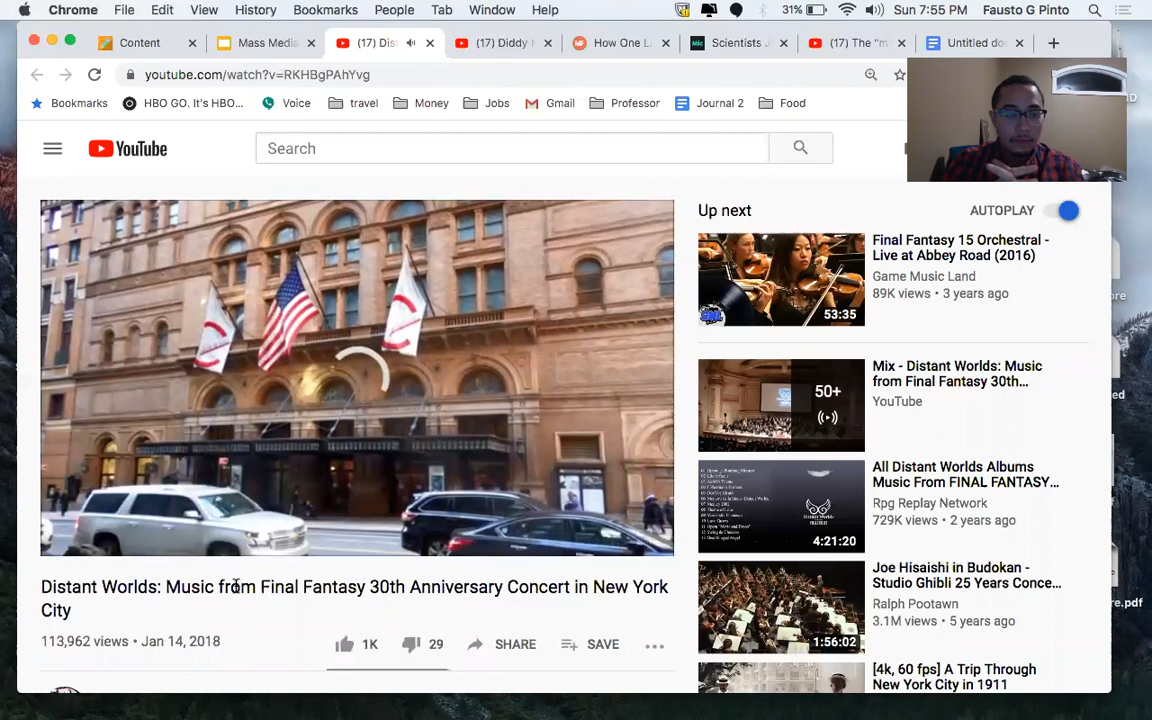 Chrome File Edit View History Bookmarks People Tab Window Help 31% Sun 7:55 PM Fausto G Pinto
Content Mass Media (17) Dis (17) Diddy K How One L Mic Scientists J (17) The "m Untitled do
youtube.com/watch?v=RKHBgPAhYvg
Bookmarks HBO GO. It's HBO... Voice travel Money Jobs Gmail Professor Journal 2 Food
YouTube
Search
Up next
AUTOPLAY
Final Fantasy 15 Orchestral -
Live at Abbey Road (2016)
Game Music Land
89K views • 3 years ago
53:35
Mix - Distant Worlds: Music
from Final Fantasy 30th...
YouTube
50+
All Distant Worlds Albums
Music From FINAL FANTASY...
Rpg Replay Network
729K views • 2 years ago
4:21:20
Joe Hisaishi in Budokan -
Studio Ghibli 25 Years Conce...
Ralph Pootawn
3.1M views • 5 years ago
1:56:02
[4k, 60 fps] A Trip Through
New York City in 1911
Distant Worlds: Music from Final Fantasy 30th Anniversary Concert in New York
City
113,962 views • Jan 14, 2018
1K 29 SHARE SAVE
ore
ed
re.pdf